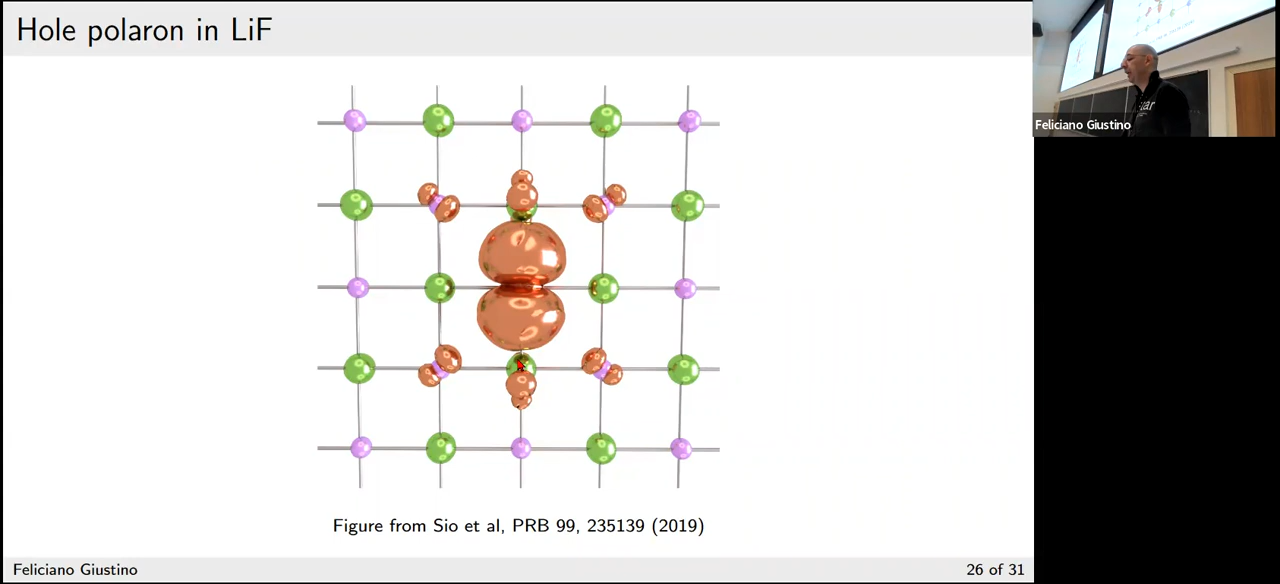 Hole polaron in LiF
Feliciano Giustino
Figure from Sio et al, PRB 99, 235139 (2019)
Feliciano Giustino
26 of 31